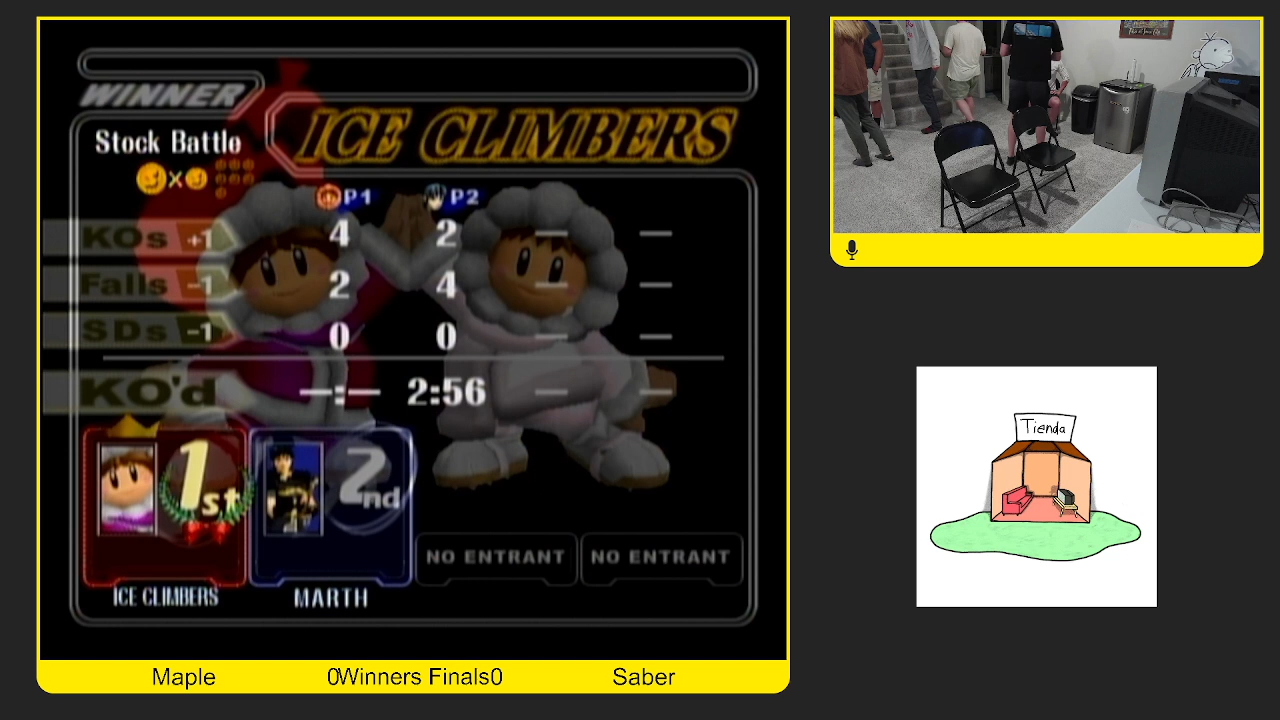 WINNER
ICE CLIMBERS
Stock Battle
P1 P2
KOs +1 4 2 — —
Falls -1 2 4 — —
SDs -1 0 0 — —
KO'd —:— 2:56 — —
1st 2nd
NO ENTRANT NO ENTRANT
ICE CLIMBERS MARTH
Maple 0Winners Finals0 Saber
Tienda